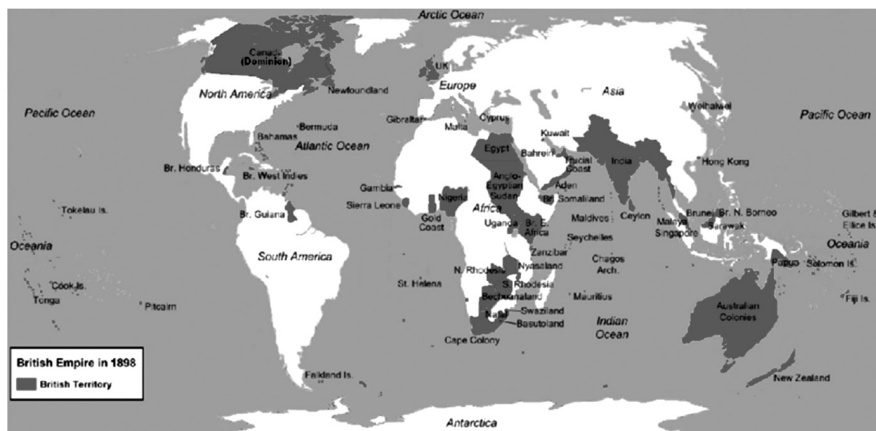 Arctic Ocean
Canada
(Dominion)
UK
Newfoundland
North America
Europe
Asia
Pacific Ocean
Weihaiwei
Pacific Ocean
Gibraltar
Malta
Cyprus
Bermuda
Bahamas
Atlantic Ocean
Kuwait
Egypt
Bahrain
Trucial
Coast
India
Hong Kong
Br. Honduras
Br. West Indies
Anglo-
Egyptian
Sudan
Aden
Br. Somaliland
Gambia
Nigeria
Sierra Leone
Gold
Coast
Africa
Br. Guiana
Tokelau Is.
Uganda
Br. E.
Africa
Maldives
Ceylon
Malaya
Singapore
Brunei
Br. N. Borneo
Sarawak
Gilbert &
Ellice Is.
Oceania
Seychelles
Oceania
South America
Zanzibar
Chagos
Arch.
Papua
Solomon Is.
N. Rhodesia
Nyasaland
St. Helena
S. Rhodesia
Cook Is.
Tonga
Pitcairn
Bechuanaland
Mauritius
Fiji Is.
Australian
Colonies
Natal
Swaziland
Basutoland
Indian
Ocean
Cape Colony
British Empire in 1898
British Territory
Falkland Is.
New Zealand
Antarctica